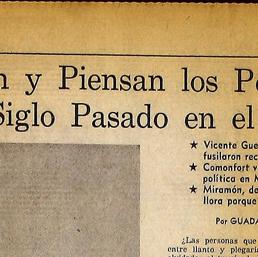 n y Piensan los P
Siglo Pasado en el
★ Vicente Gue
fusilaron rec
★ Comonfort v
política en M
★ Miramón, de
llora porque
Por GUADA
¿Las personas que
entre llanto y plegari